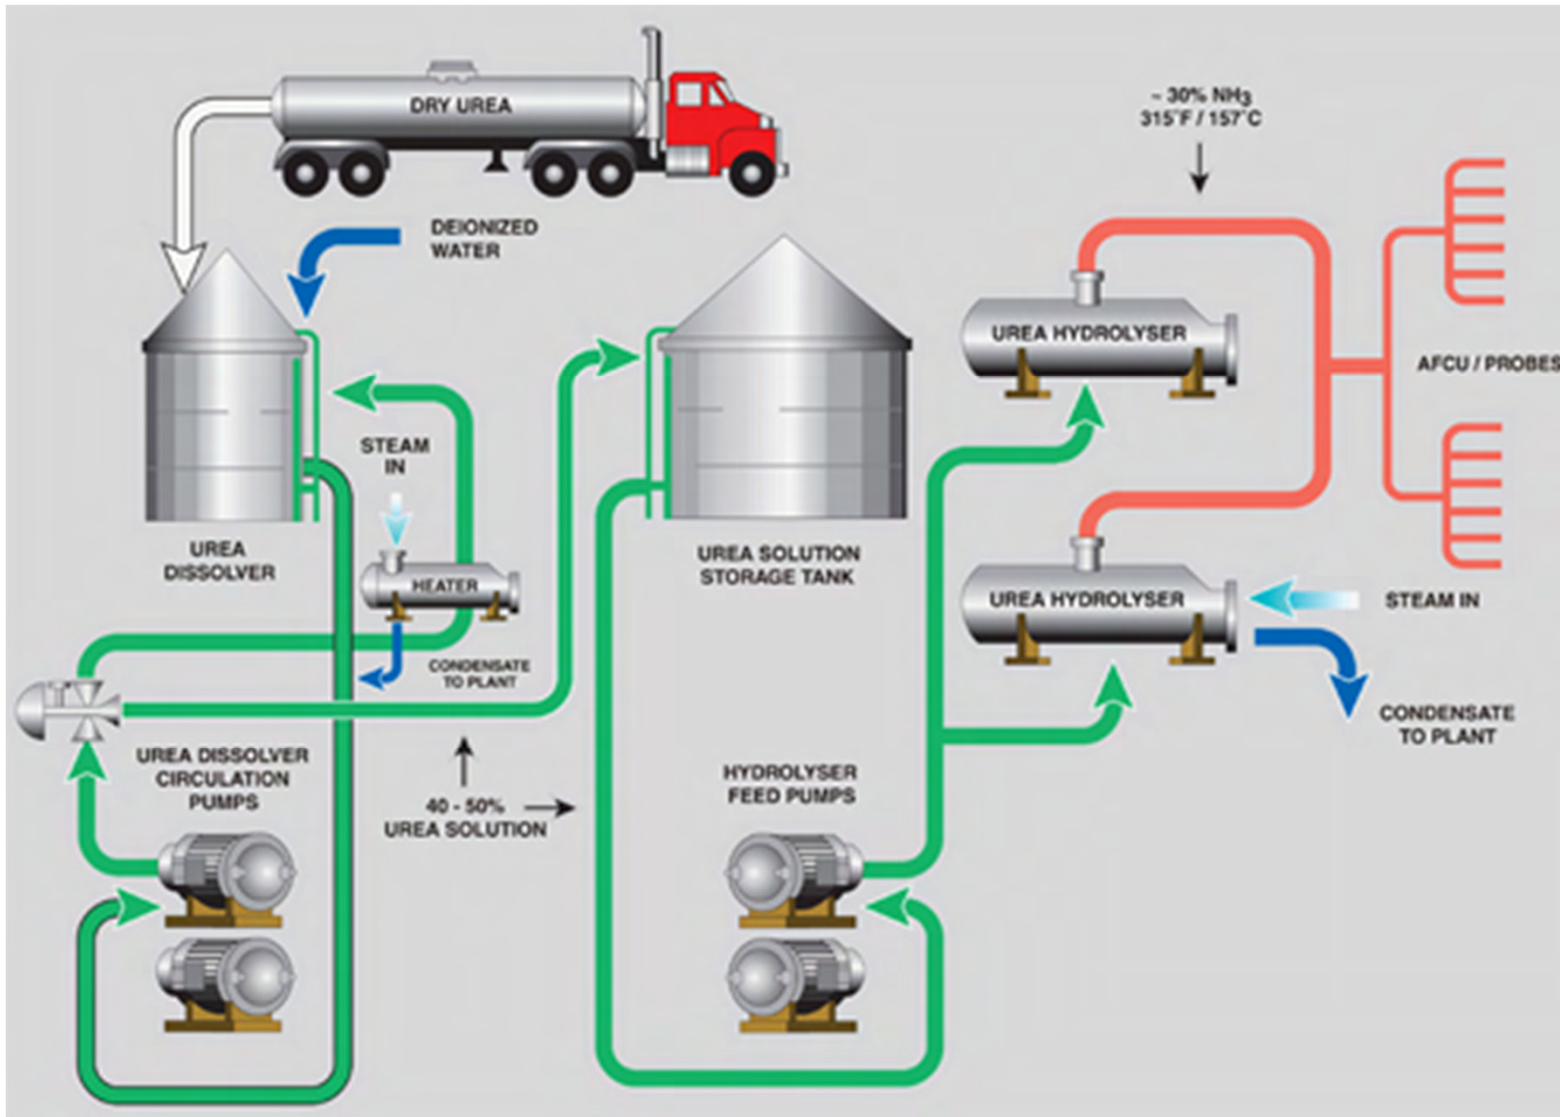 DRY UREA
~ 30% NH3
315°F / 157°C
DEIONIZED
WATER
UREA HYDROLYSER
AFCU / PROBES
STEAM
IN
UREA
DISSOLVER
HEATER
UREA SOLUTION
STORAGE TANK
UREA HYDROLYSER
STEAM IN
CONDENSATE
TO PLANT
CONDENSATE
TO PLANT
UREA DISSOLVER
CIRCULATION
PUMPS
HYDROLYSER
FEED PUMPS
40 - 50%
UREA SOLUTION